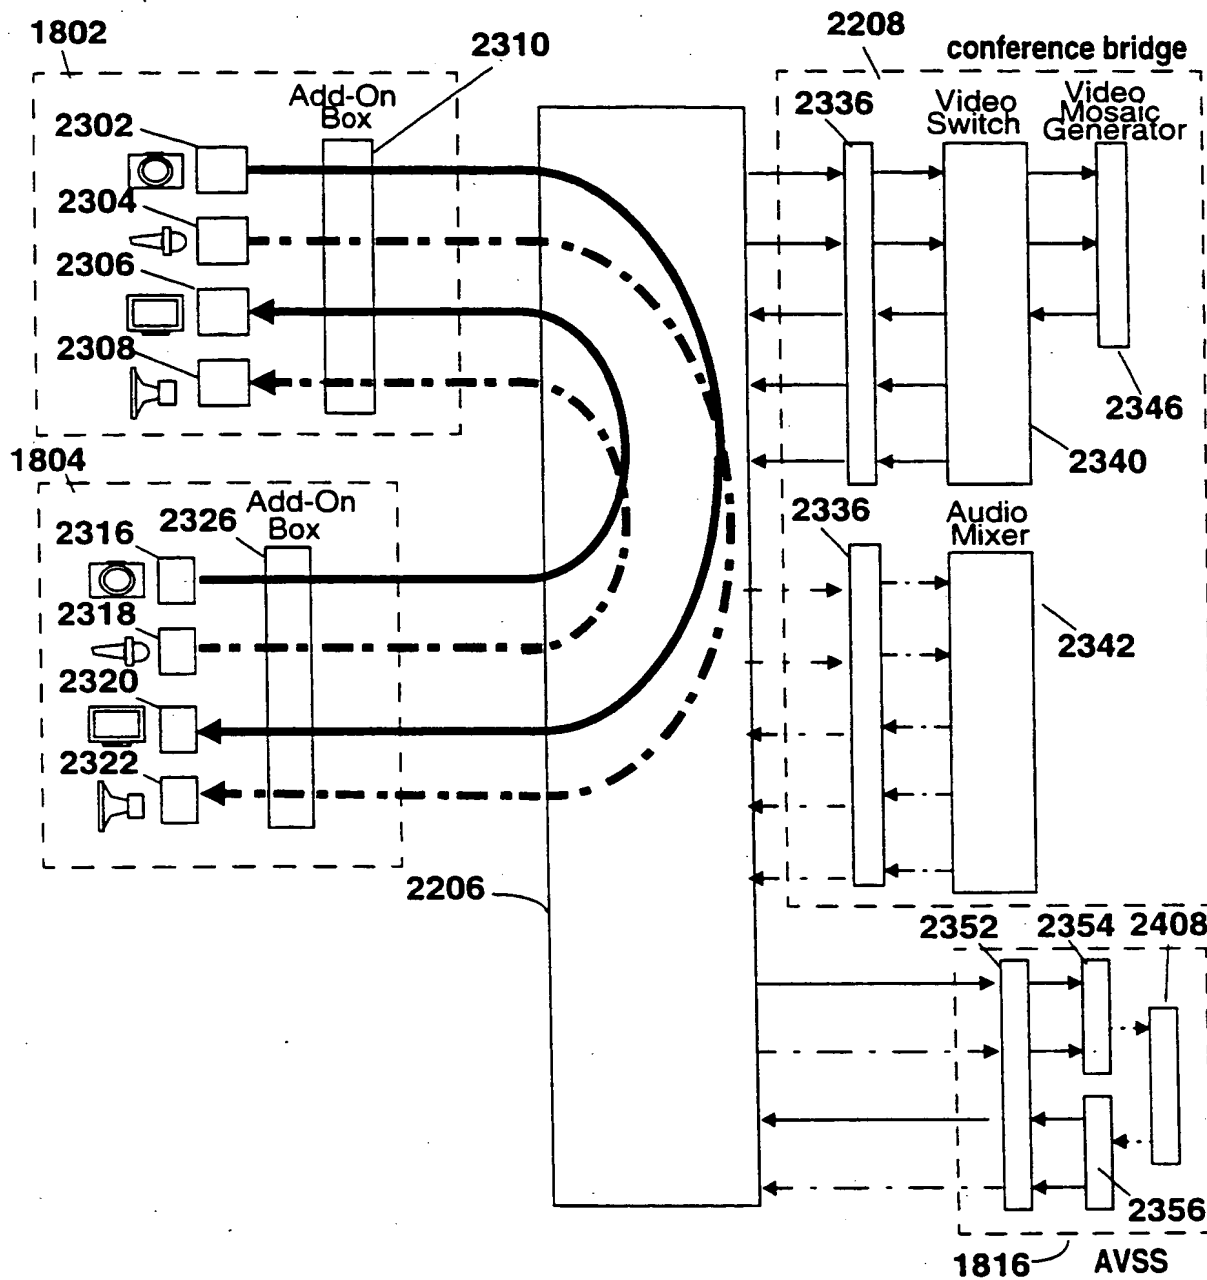 1802
2310
2208
conference bridge
Add-On
Box
2302
2304
2306
2308
2336
Video
Switch
Video
Mosaic
Generator
2346
2340
1804
Add-On
Box
2316
2326
2318
2320
2322
2336
Audio
Mixer
2342
2206
2352
2354
2408
2356
1816
AVSS